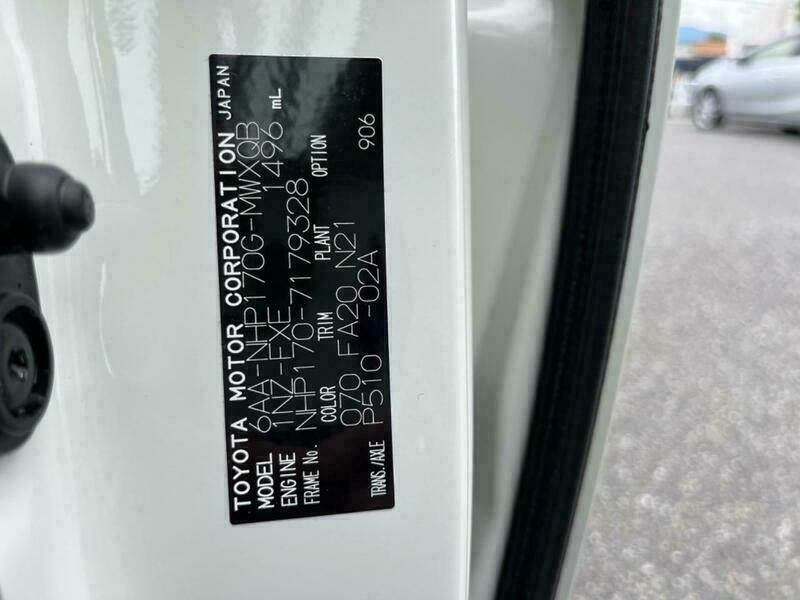 TOYOTA MOTOR CORPORATION JAPAN
MODEL 6AA-NHP170G-MWXQB
ENGINE 1NZ-FXE 1496 mL
FRAME No. NHP170-7179328
COLOR TRIM PLANT OPTION
070 FA20 N21 906
TRANS./AXLE P510 -02A